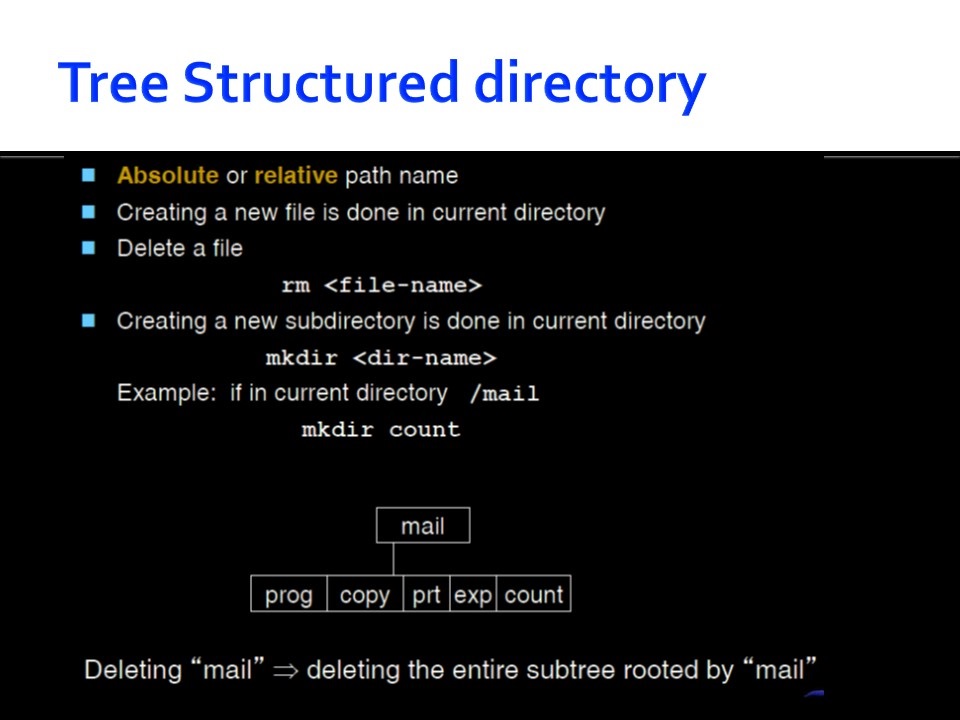 Tree Structured directory
Absolute or relative path name
Creating a new file is done in current directory
Delete a file
rm <file-name>
Creating a new subdirectory is done in current directory
mkdir <dir-name>
Example: if in current directory /mail
mkdir count
mail
prog copy prt exp count
Deleting “mail” ⇒ deleting the entire subtree rooted by “mail”